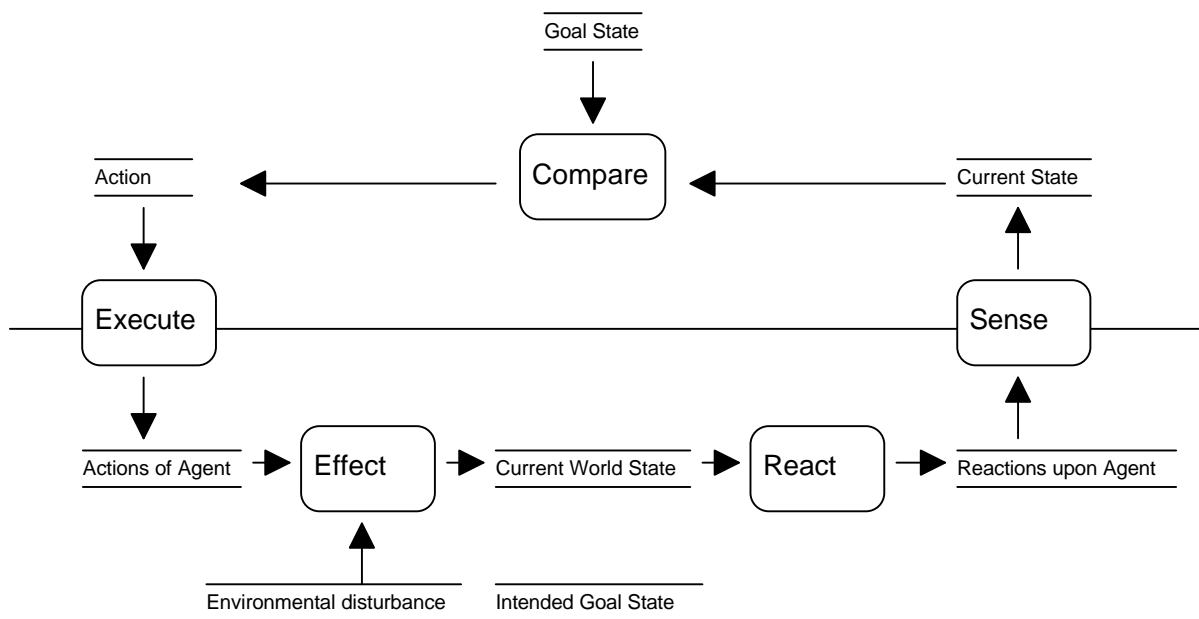 Goal State
Action
Compare
Current State
Execute
Sense
Actions of Agent
Effect
Current World State
React
Reactions upon Agent
Environmental disturbance
Intended Goal State